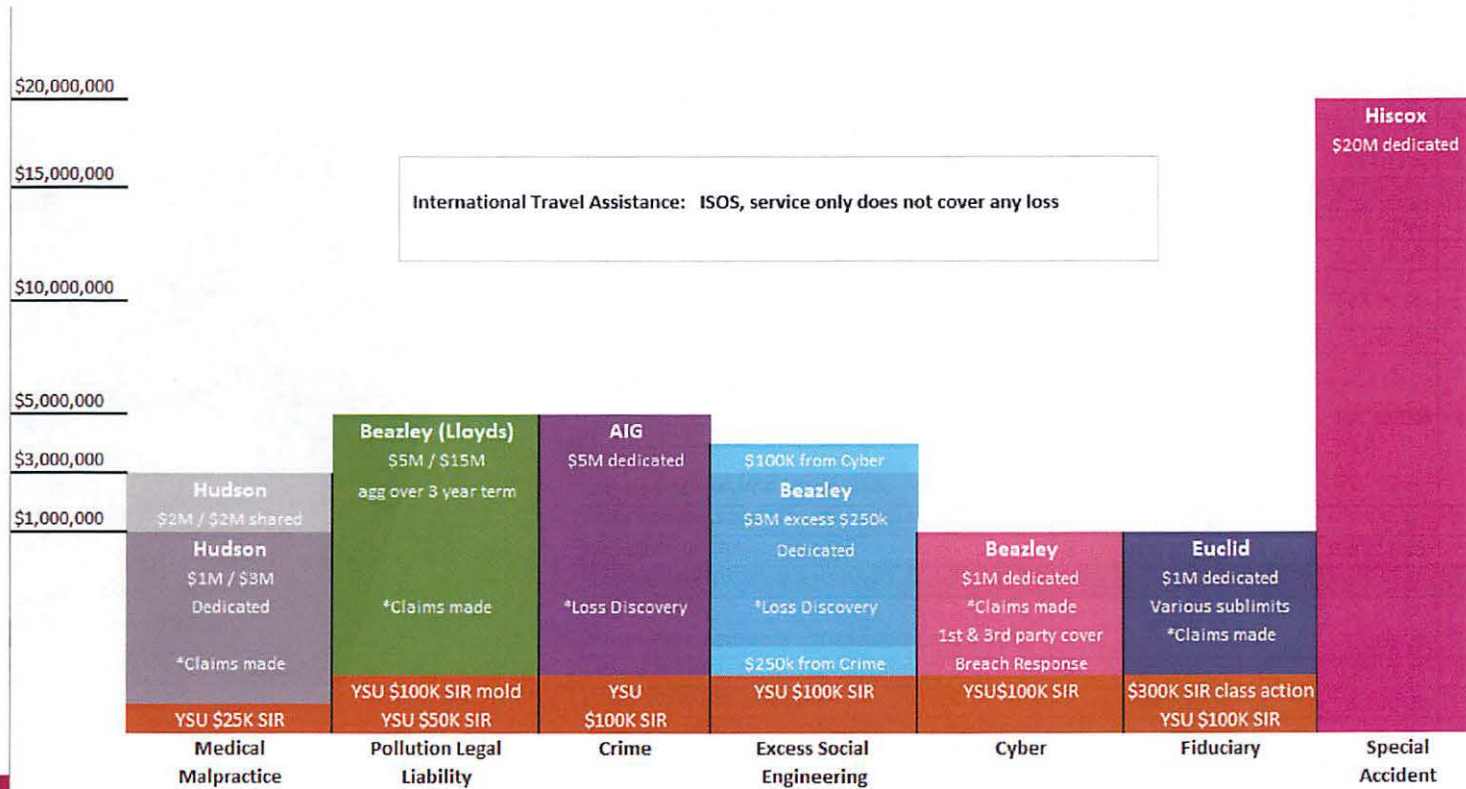 $20,000,000
$15,000,000
$10,000,000
$5,000,000
$3,000,000
$1,000,000
International Travel Assistance: ISOS, service only does not cover any loss
Hudson
$2M / $2M shared
Hudson
$1M / $3M
Dedicated
*Claims made
YSU $25K SIR
Medical
Malpractice
Beazley (Lloyds)
$5M / $15M
agg over 3 year term
*Claims made
YSU $100K SIR mold
YSU $50K SIR
Pollution Legal
Liability
AIG
$5M dedicated
*Loss Discovery
YSU
$100K SIR
Crime
$100K from Cyber
Beazley
$3M excess $250k
Dedicated
*Loss Discovery
$250k from Crime
YSU $100K SIR
Excess Social
Engineering
Beazley
$1M dedicated
*Claims made
1st & 3rd party cover
Breach Response
YSU$100K SIR
Cyber
Euclid
$1M dedicated
Various sublimits
*Claims made
$300K SIR class action
YSU $100K SIR
Fiduciary
Hiscox
$20M dedicated
Special
Accident